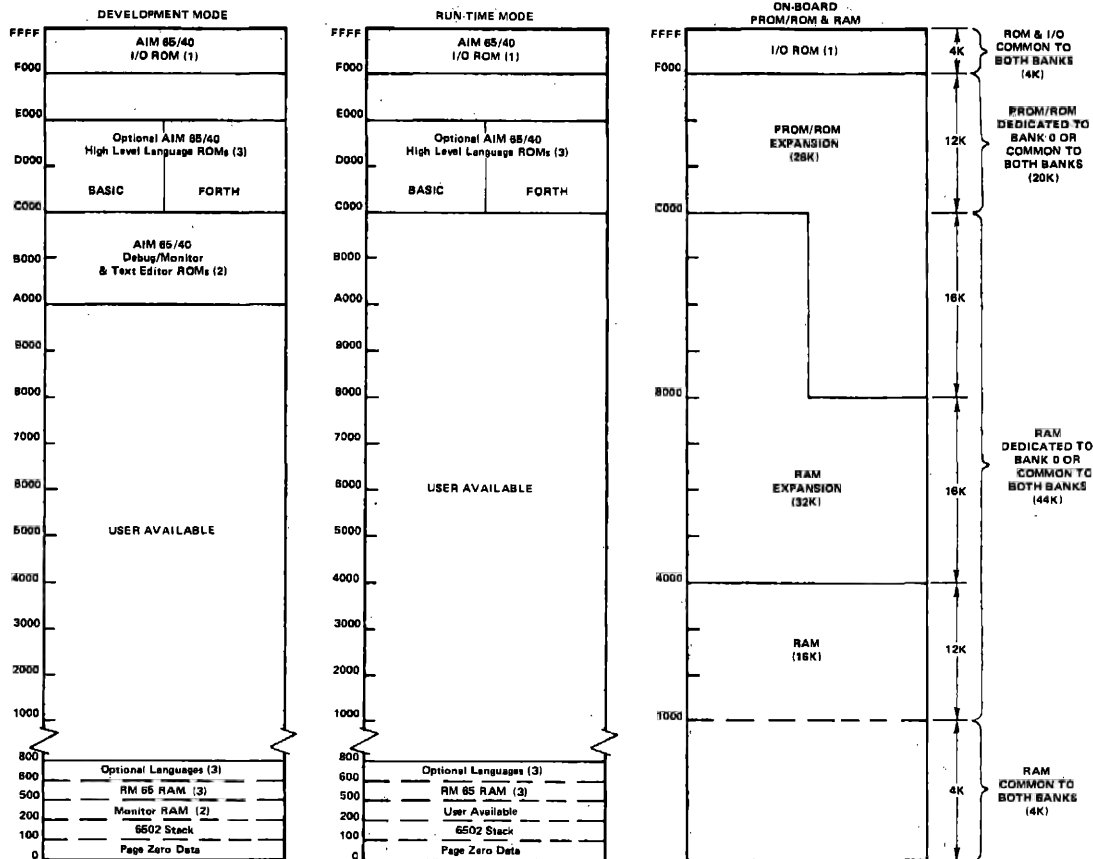 DEVELOPMENT MODE
FFFF
AIM 65/40
I/O ROM (1)
F000
E000
Optional AIM 65/40
High Level Language ROMs (3)
D000
BASIC
FORTH
C000
AIM 65/40
Debug/Monitor
& Text Editor ROMs (2)
B000
A000
9000
8000
7000
6000
USER AVAILABLE
5000
4000
3000
2000
1000
800
Optional Languages (3)
600
RM 65 RAM (3)
500
Monitor RAM (2)
200
6502 Stack
100
Page Zero Data
0
RUN-TIME MODE
FFFF
AIM 65/40
I/O ROM (1)
F000
E000
Optional AIM 65/40
High Level Language ROMs (3)
D000
BASIC
FORTH
C000
B000
A000
9000
8000
7000
6000
USER AVAILABLE
5000
4000
3000
2000
1000
800
Optional Languages (3)
600
RM 65 RAM (3)
500
User Available
200
6502 Stack
100
Page Zero Data
0
ON-BOARD
PROM/ROM & RAM
FFFF
I/O ROM (1)
4K
ROM & I/O
COMMON TO
BOTH BANKS
(4K)
F000
PROM/ROM
EXPANSION
(28K)
12K
PROM/ROM
DEDICATED TO
BANK 0 OR
COMMON TO
BOTH BANKS
(20K)
C000
16K
8000
RAM
EXPANSION
(32K)
16K
RAM
DEDICATED TO
BANK 0 OR
COMMON TO
BOTH BANKS
(44K)
4000
RAM
(16K)
12K
1000
4K
RAM
COMMON TO
BOTH BANKS
(4K)